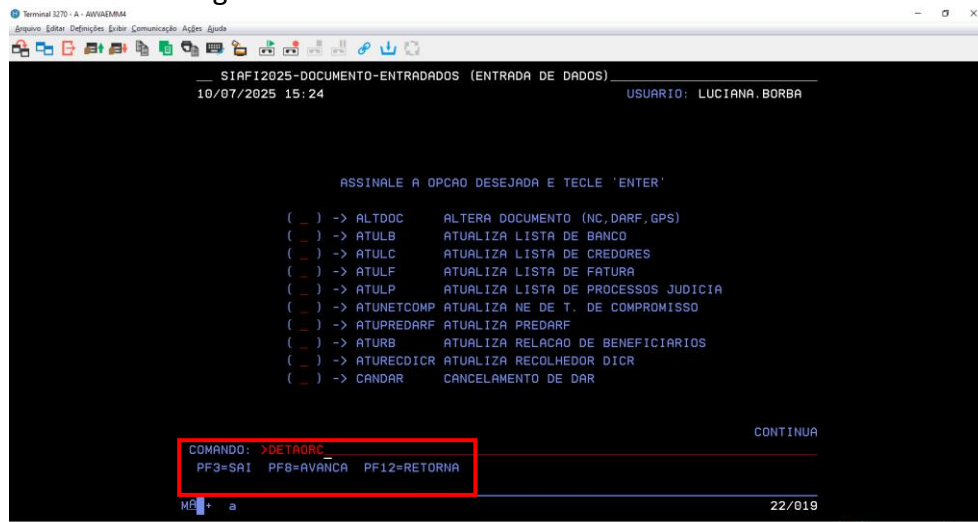 Terminal 3270 - A - AWVAEMM4
Arquivo Editar Definições Exibir Comunicação Ações Ajuda
__ SIAFI2025-DOCUMENTO-ENTRADADOS (ENTRADA DE DADOS)
10/07/2025 15:24 USUARIO: LUCIANA.BORBA
ASSINALE A OPCAO DESEJADA E TECLE 'ENTER'
( _ ) -> ALTDOC ALTERA DOCUMENTO (NC,DARF,GPS)
( _ ) -> ATULB ATUALIZA LISTA DE BANCO
( _ ) -> ATULC ATUALIZA LISTA DE CREDORES
( _ ) -> ATULF ATUALIZA LISTA DE FATURA
( _ ) -> ATULP ATUALIZA LISTA DE PROCESSOS JUDICIA
( _ ) -> ATUNETCOMP ATUALIZA NE DE T. DE COMPROMISSO
( _ ) -> ATUPREDARF ATUALIZA PREDARF
( _ ) -> ATURB ATUALIZA RELACAO DE BENEFICIARIOS
( _ ) -> ATURECDICR ATUALIZA RECOLHEDOR DICR
( _ ) -> CANDAR CANCELAMENTO DE DAR
CONTINUA
COMANDO: >DETAORC
PF3=SAI PF8=AVANCA PF12=RETORNA
MA + a 22/019